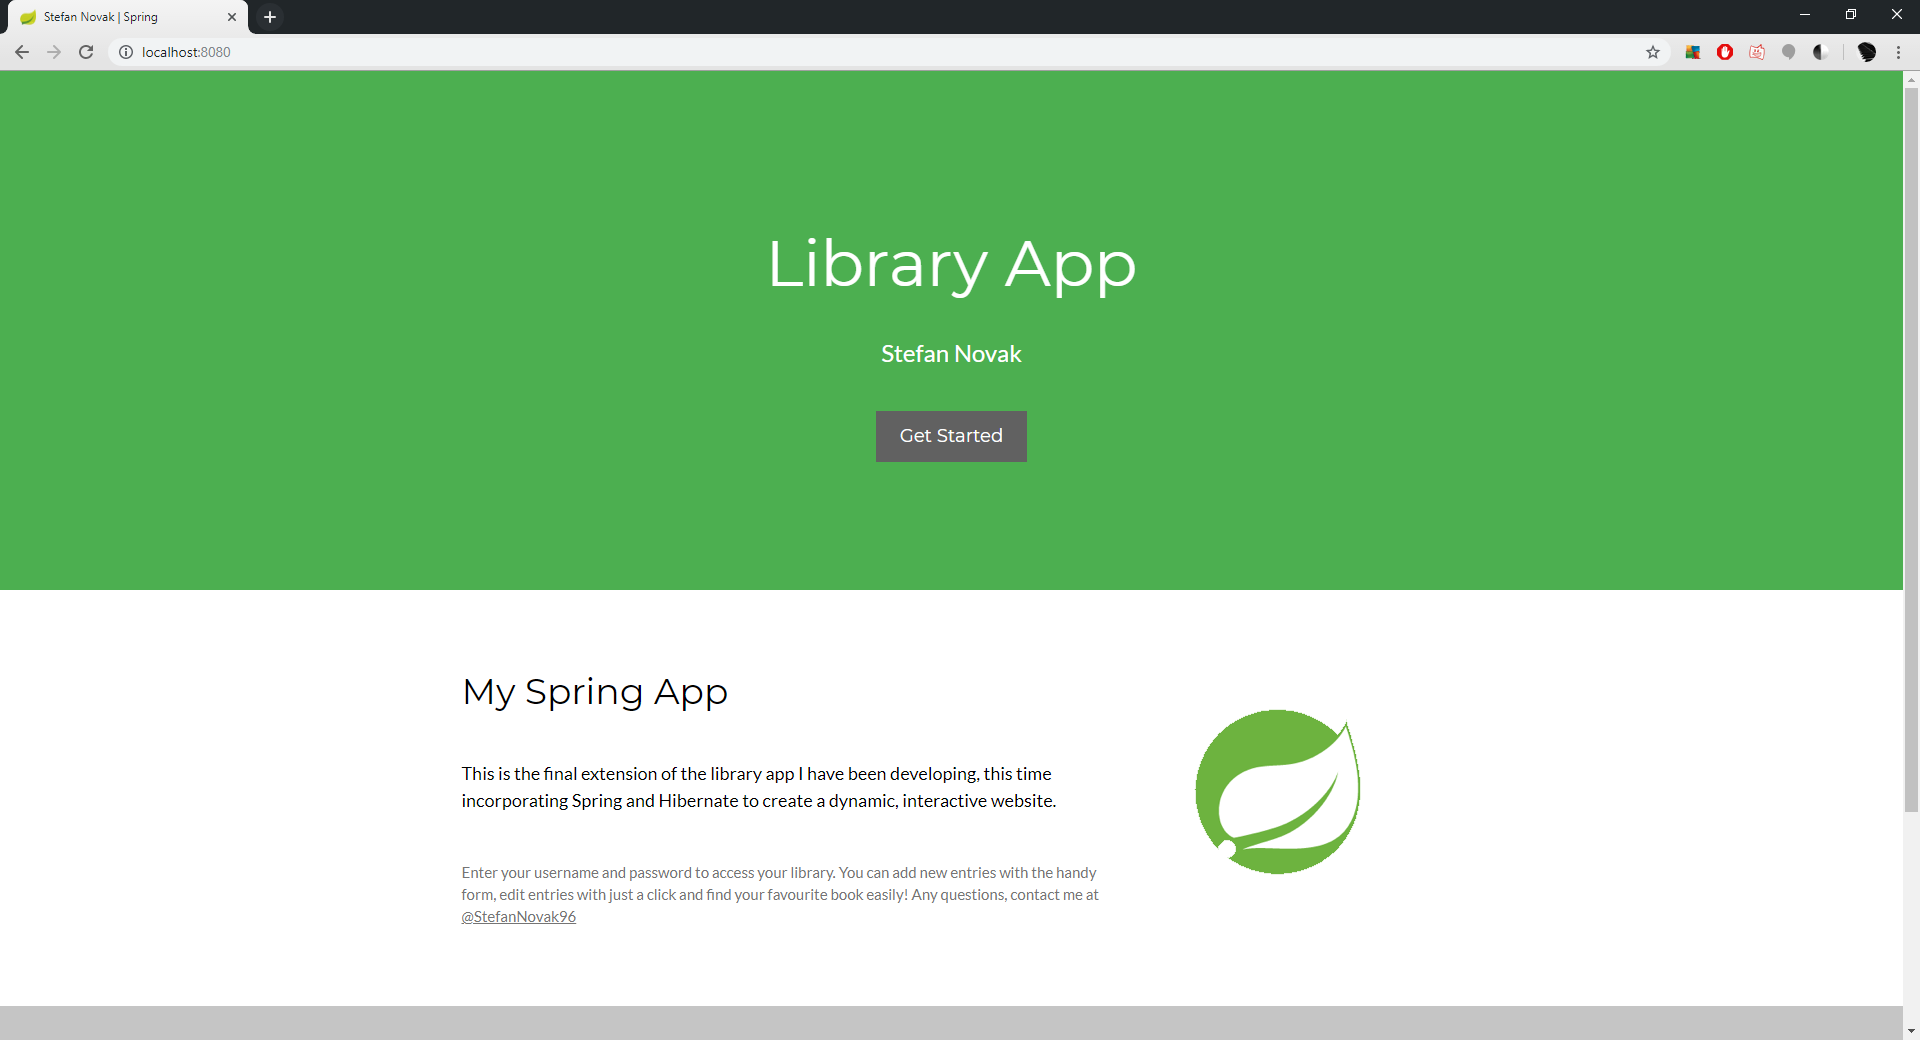 Stefan Novak | Spring
localhost:8080
Library App
Stefan Novak
Get Started
My Spring App
This is the final extension of the library app I have been developing, this time
incorporating Spring and Hibernate to create a dynamic, interactive website.
Enter your username and password to access your library. You can add new entries with the handy
form, edit entries with just a click and find your favourite book easily! Any questions, contact me at
@StefanNovak96